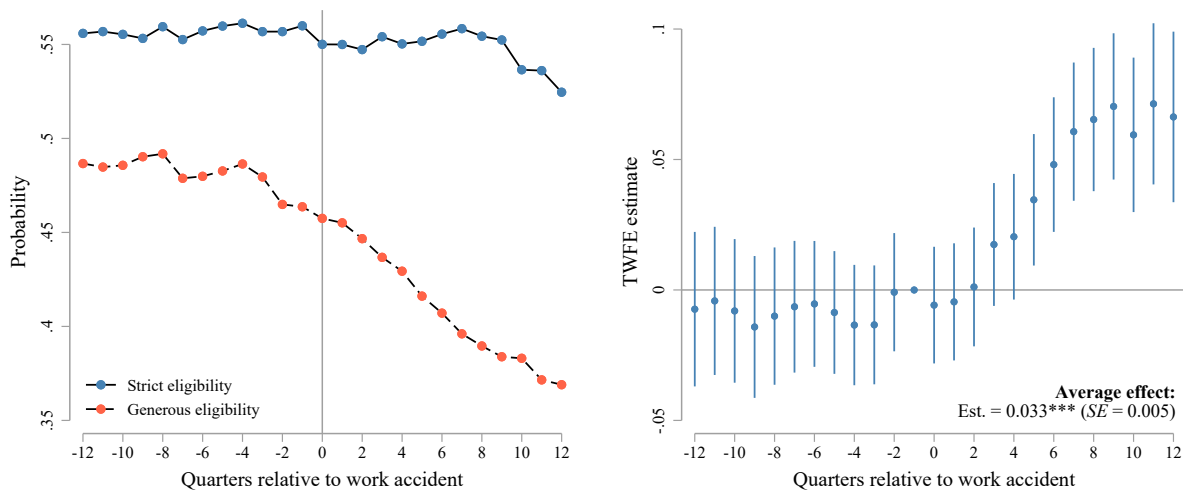 .55
.5
.45
.4
.35
Probability
Strict eligibility
Generous eligibility
-12 -10 -8 -6 -4 -2 0 2 4 6 8 10 12
Quarters relative to work accident
.1
.05
0
-.05
TWFE estimate
Average effect:
Est. = 0.033*** (SE = 0.005)
-12 -10 -8 -6 -4 -2 0 2 4 6 8 10 12
Quarters relative to work accident